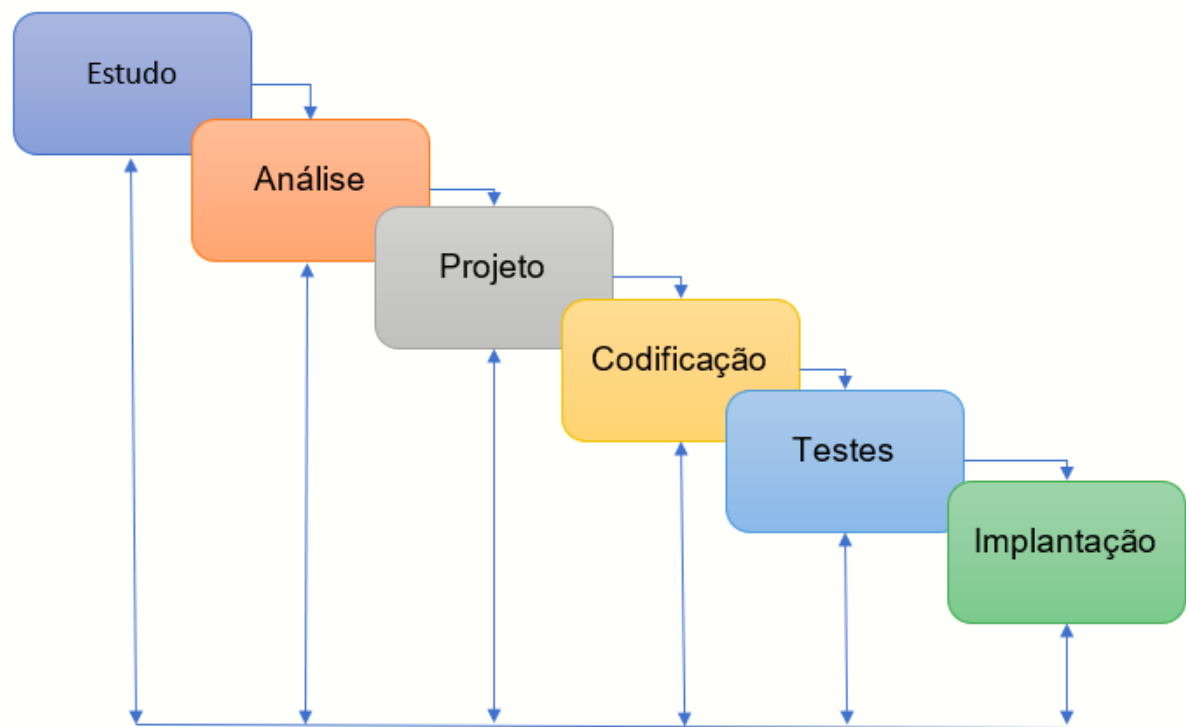 Estudo
Análise
Projeto
Codificação
Testes
Implantação